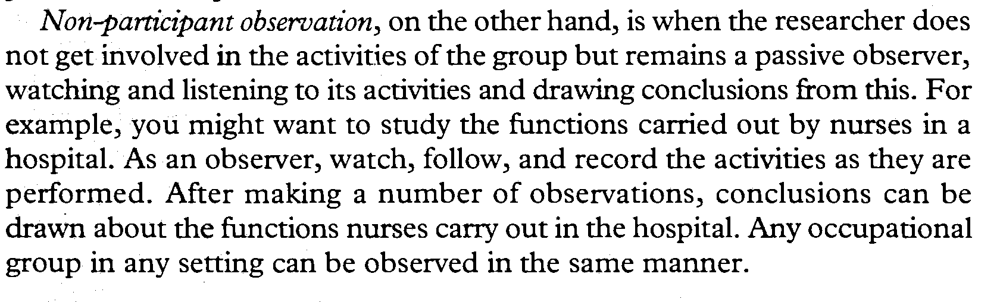 Non-participant observation, on the other hand, is when the researcher does
not get involved in the activities of the group but remains a passive observer,
watching and listening to its activities and drawing conclusions from this. For
example, you might want to study the functions carried out by nurses in a
hospital. As an observer, watch, follow, and record the activities as they are
performed. After making a number of observations, conclusions can be
drawn about the functions nurses carry out in the hospital. Any occupational
group in any setting can be observed in the same manner.